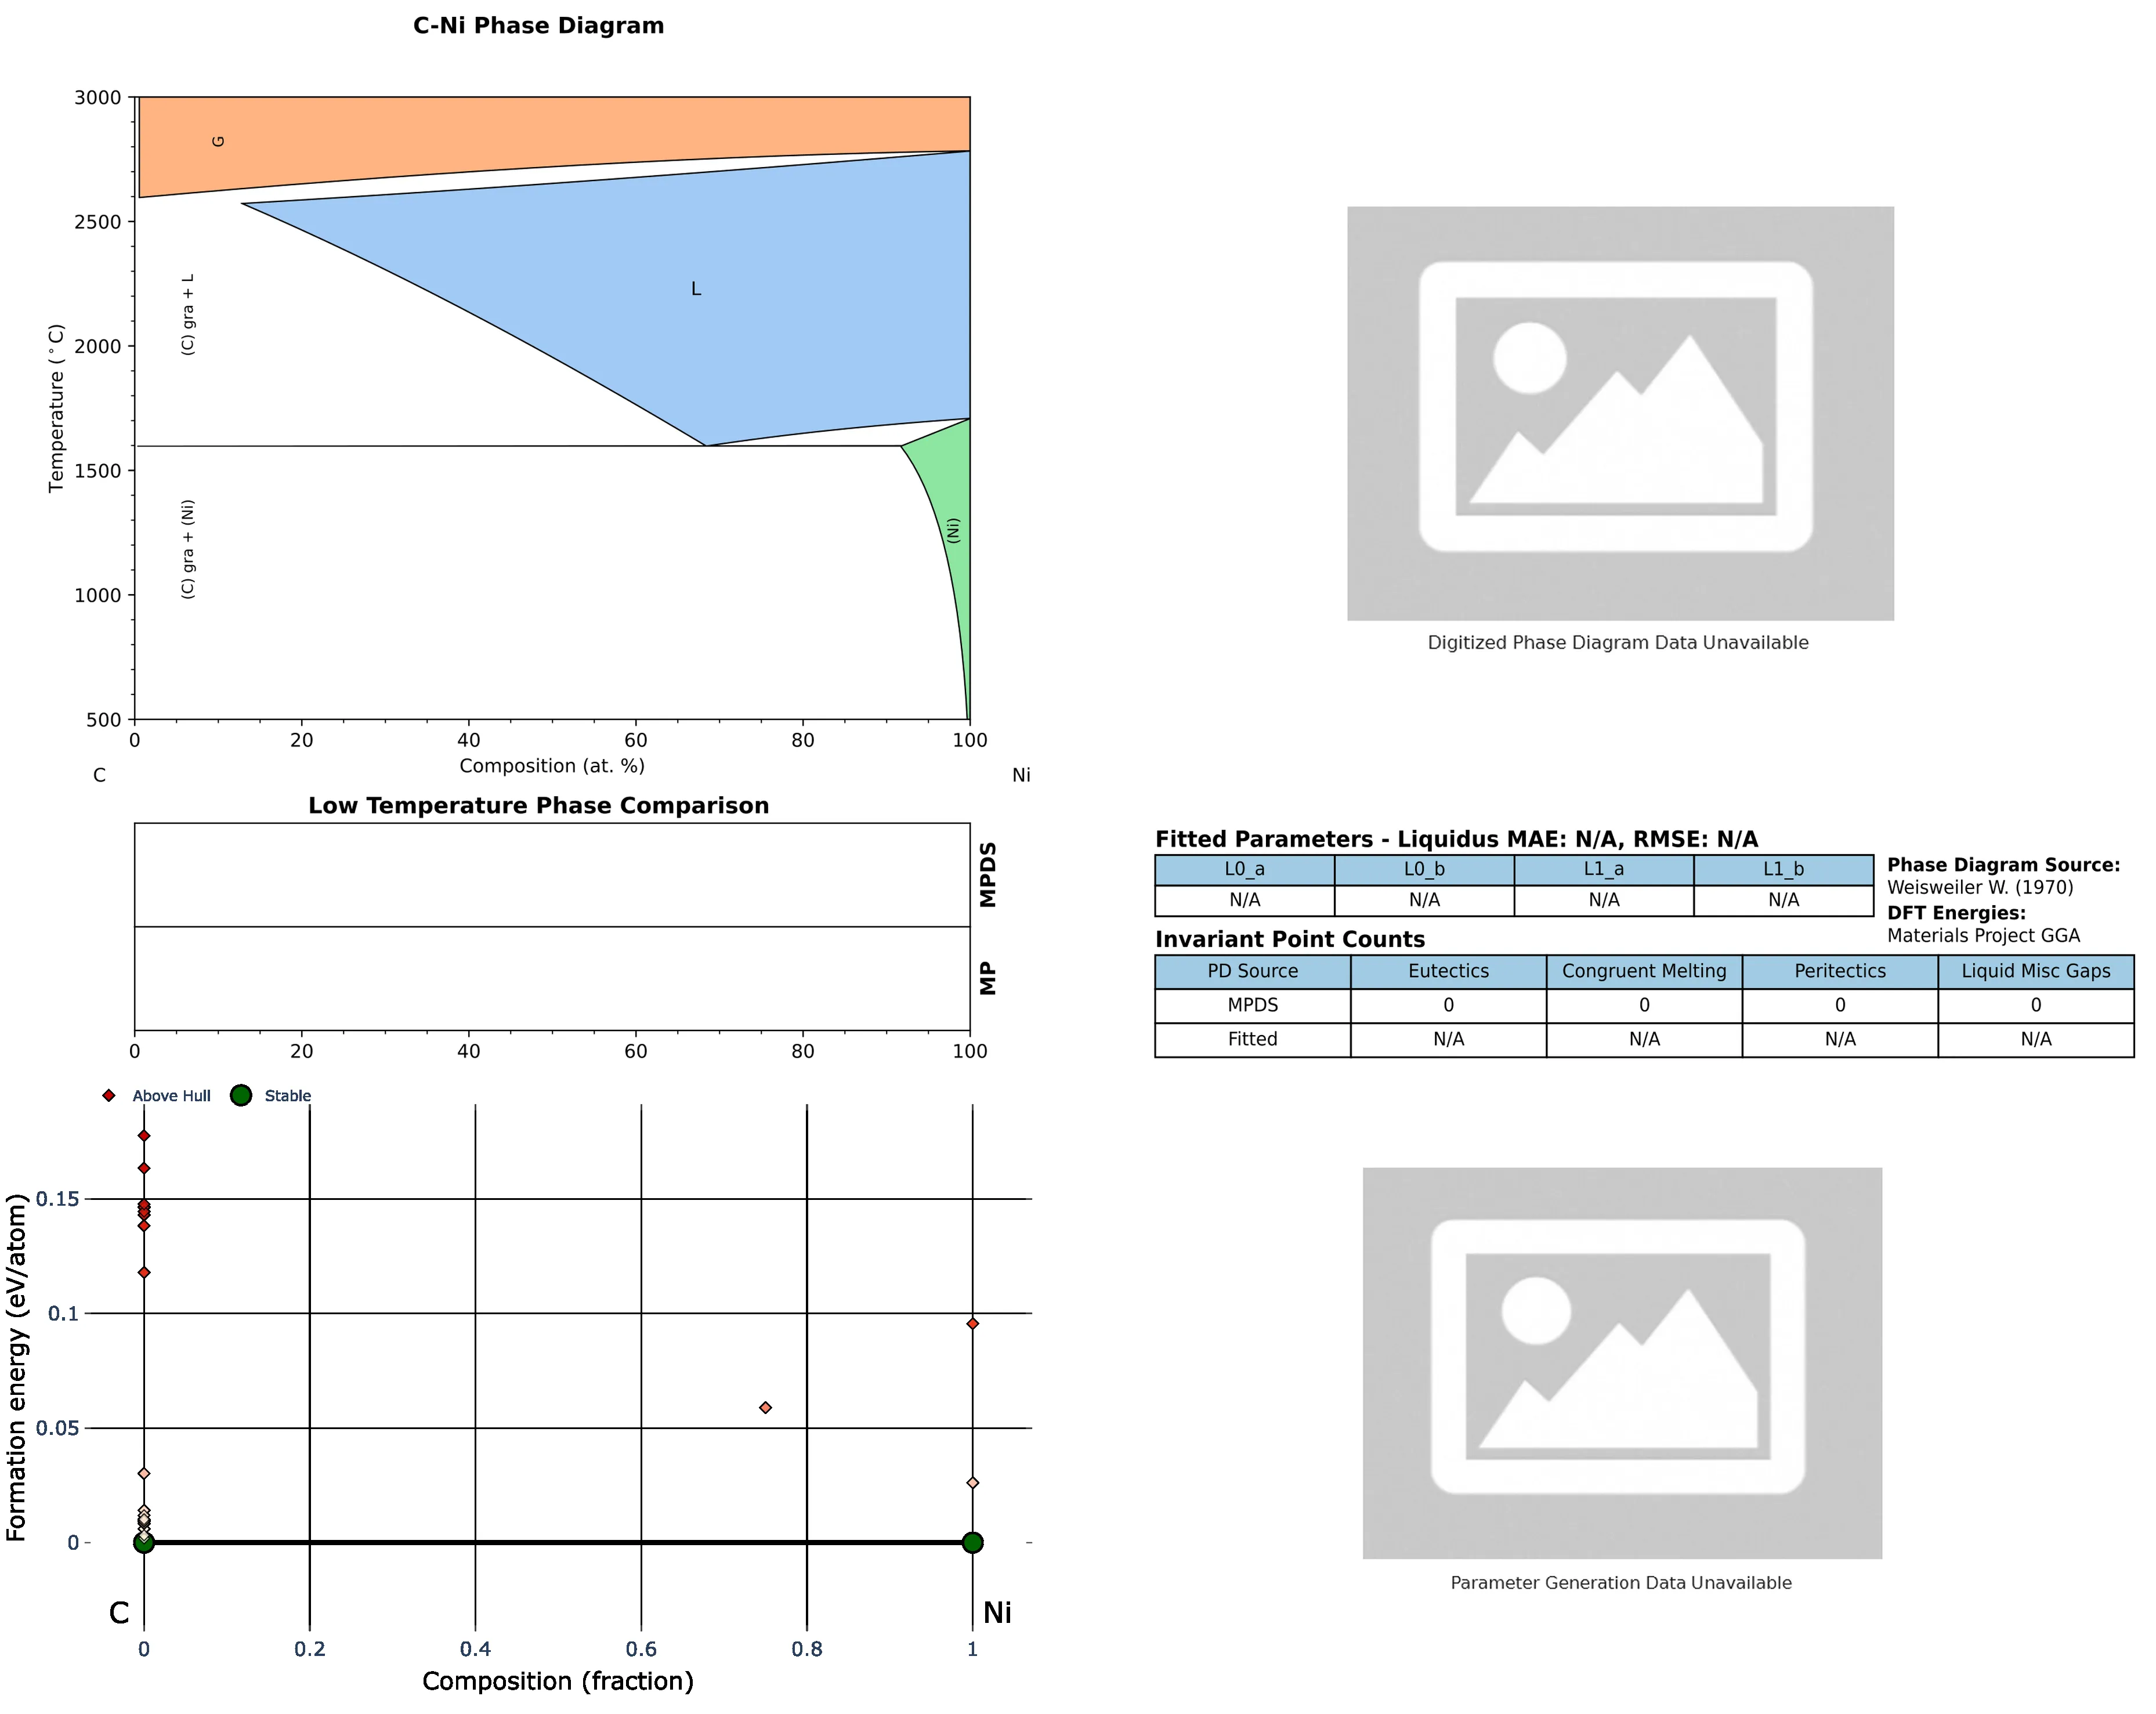 C-Ni Phase Diagram
3000
2500
2000
1500
1000
500
Temperature (°C)
G
L
(C) gra + L
(C) gra + (Ni)
(Ni)
0 20 40 60 80 100
Composition (at. %)
C Ni
Digitized Phase Diagram Data Unavailable
Low Temperature Phase Comparison
MPDS
MP
0 20 40 60 80 100
Fitted Parameters - Liquidus MAE: N/A, RMSE: N/A
L0_a L0_b L1_a L1_b
N/A N/A N/A N/A
Phase Diagram Source:
Weisweiler W. (1970)
DFT Energies:
Materials Project GGA
Invariant Point Counts
PD Source Eutectics Congruent Melting Peritectics Liquid Misc Gaps
MPDS 0 0 0 0
Fitted N/A N/A N/A N/A
Above Hull Stable
0.15
0.1
0.05
0
Formation energy (eV/atom)
C Ni
0 0.2 0.4 0.6 0.8 1
Composition (fraction)
Parameter Generation Data Unavailable